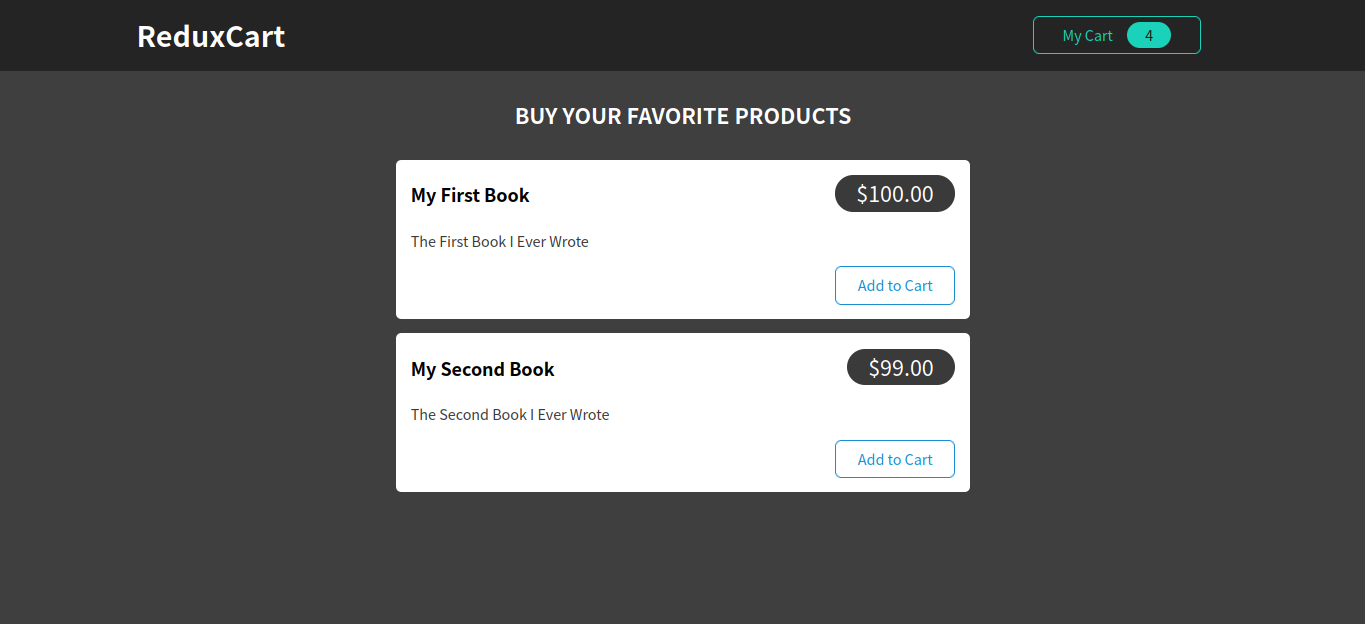 ReduxCart
My Cart 4
BUY YOUR FAVORITE PRODUCTS
My First Book $100.00
The First Book I Ever Wrote
Add to Cart
My Second Book $99.00
The Second Book I Ever Wrote
Add to Cart